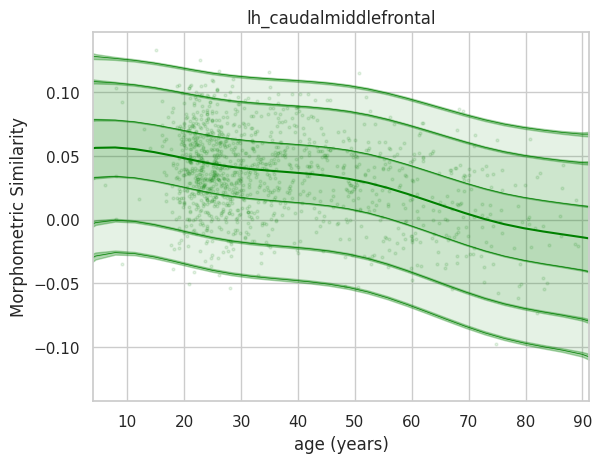 lh_caudalmiddlefrontal
Morphometric Similarity
0.10
0.05
0.00
−0.05
−0.10
10 20 30 40 50 60 70 80 90
age (years)